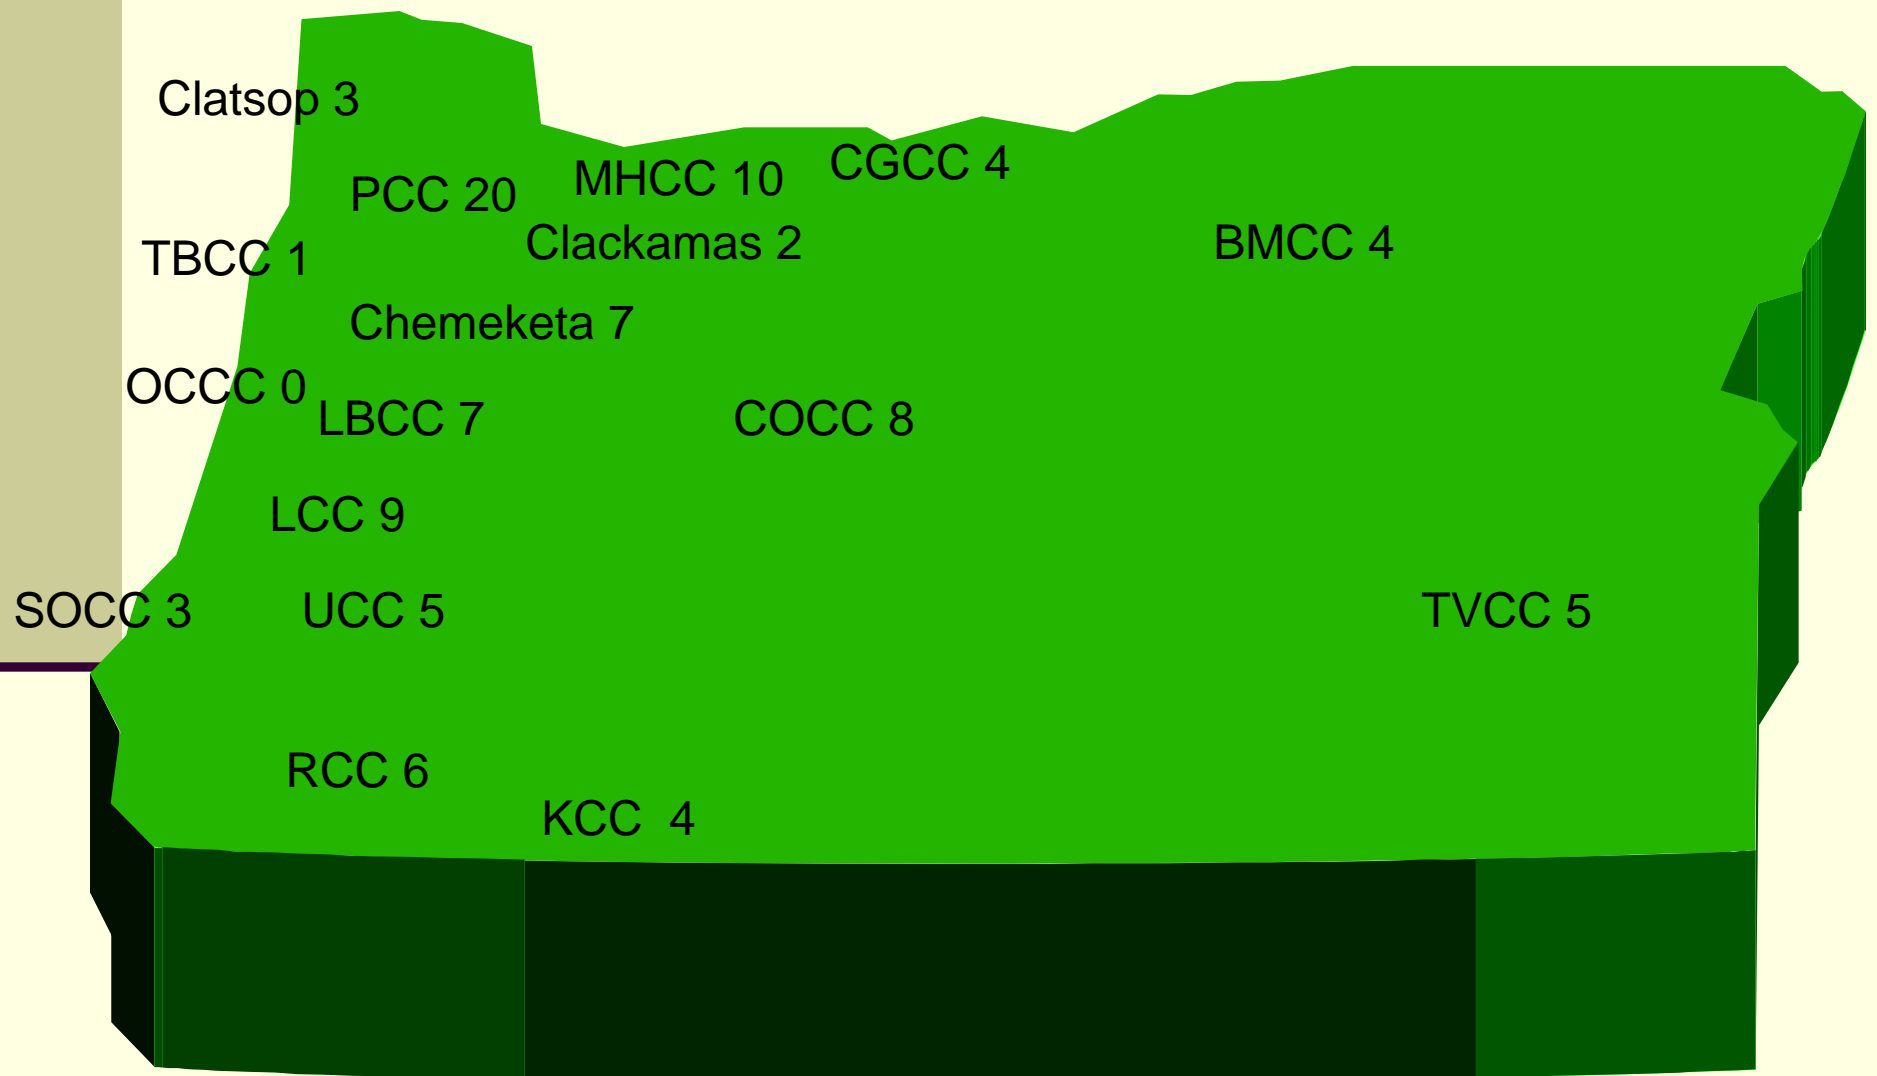 Clatsop 3
CGCC 4
MHCC 10
PCC 20
Clackamas 2
BMCC 4
TBCC 1
Chemeketa 7
OCCC 0
LBCC 7
COCC 8
LCC 9
SOCC 3
UCC 5
TVCC 5
RCC 6
KCC  4